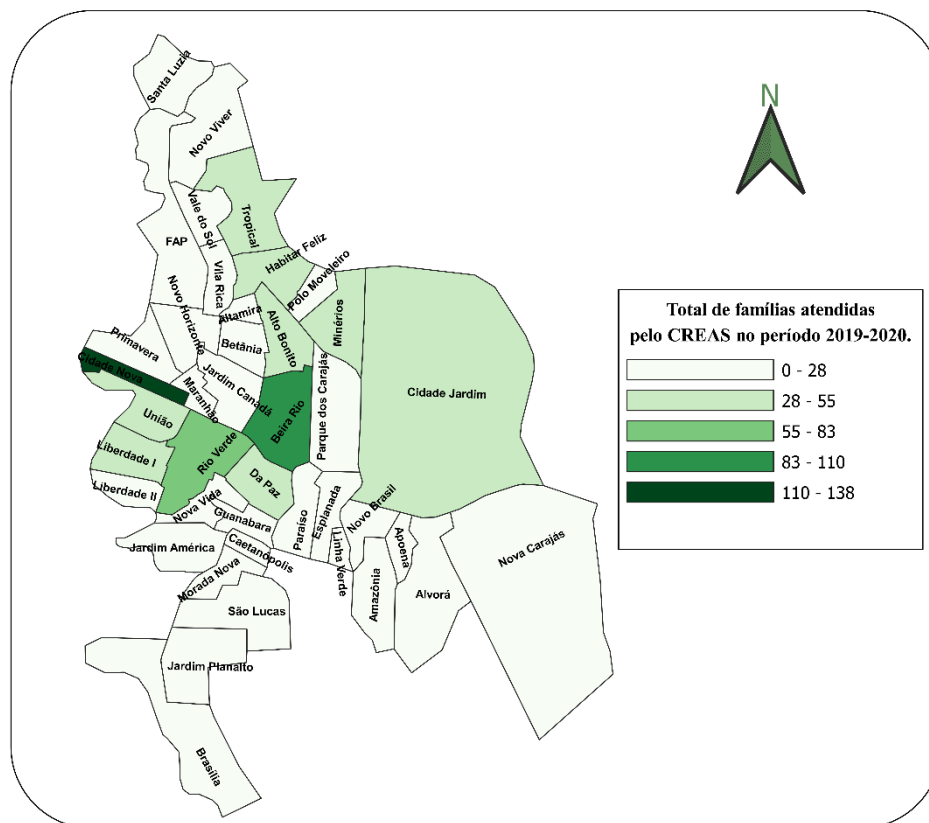 N
Santa Luzia
Novo Viver
Vale do Sol
Tropical
FAP
Habitar Feliz
Vila Rica
Polo Moveleiro
Novo Horizonte
Altamira
Alto Bonito
Minérios
Primavera
Betânia
Cidade Nova
Jardim Canadá
Maranhão
Parque dos Carajás
Cidade Jardim
Beira Rio
União
Rio Verde
Liberdade I
Da Paz
Liberdade II
Nova Vida
Guanabara
Paraíso
Esplanada
Novo Brasil
Linha Verde
Apoena
Jardim América
Caetanópolis
Nova Carajás
Morada Nova
Amazônia
Alvorá
São Lucas
Jardim Planalto
Brasília
Total de famílias atendidas
pelo CREAS no período 2019-2020.
0 - 28
28 - 55
55 - 83
83 - 110
110 - 138